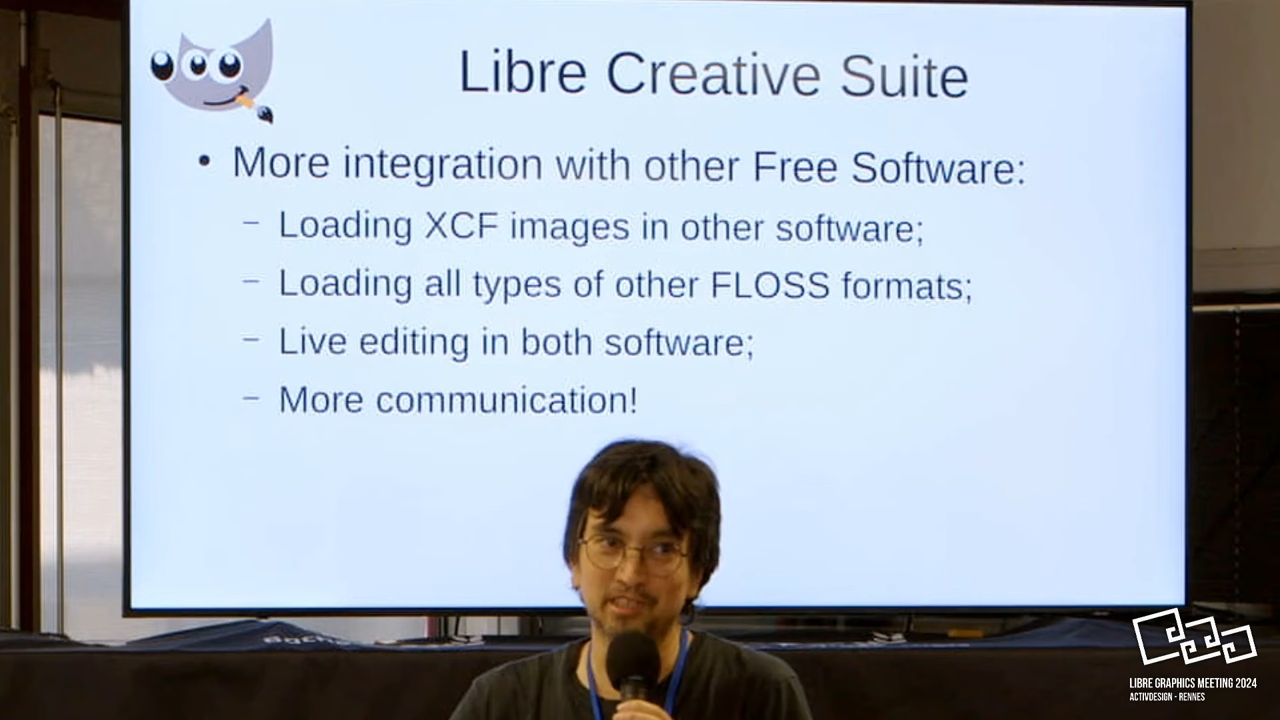 Libre Creative Suite
• More integration with other Free Software:
– Loading XCF images in other software;
– Loading all types of other FLOSS formats;
– Live editing in both software;
– More communication!
LIBRE GRAPHICS MEETING 2024
ACTIVDESIGN - RENNES